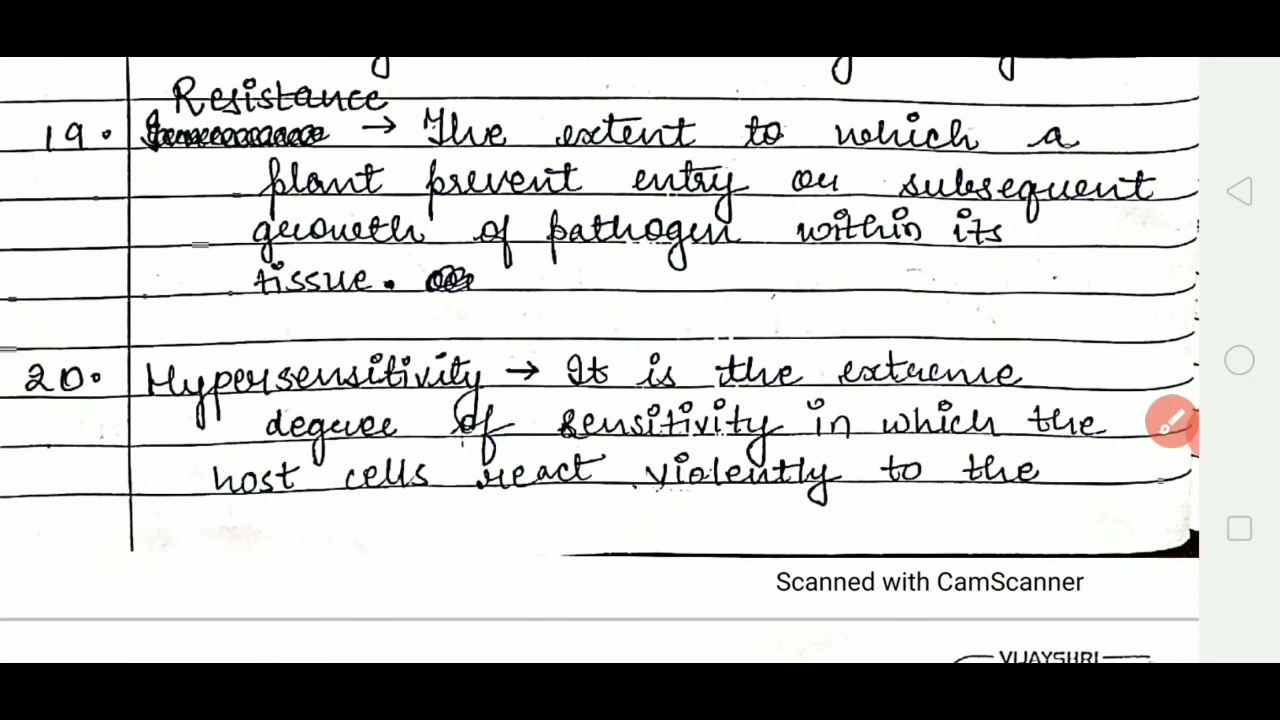 Resistance
19. → The extent to which a
plant prevent entry or subsequent
growth of pathogen within its
tissue.
20. Hypersensitivity → It is the extreme
degree of sensitivity in which the
host cells react violently to the
Scanned with CamScanner
VIJAYSHRI